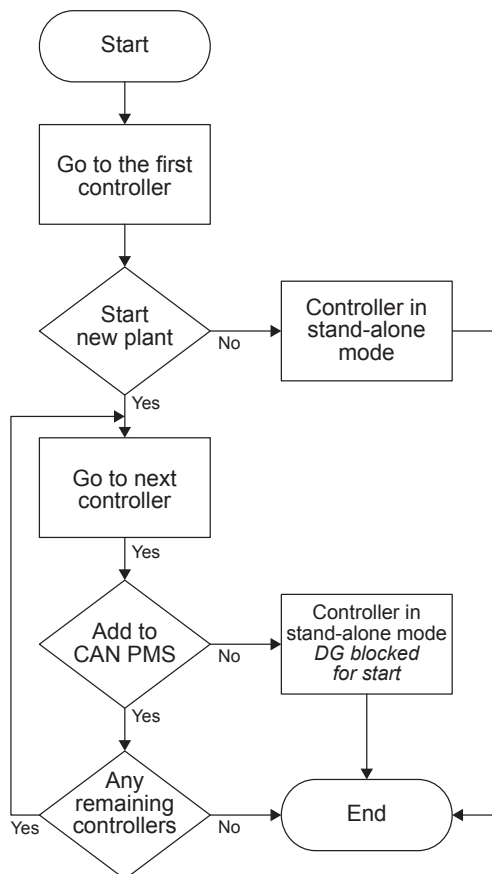 Start
Go to the first
controller
Start
new plant
No
Controller in
stand-alone
mode
Yes
Go to next
controller
Yes
Add to
CAN PMS
No
Controller in
stand-alone mode
DG blocked
for start
Yes
Any
remaining
controllers
Yes
No
End